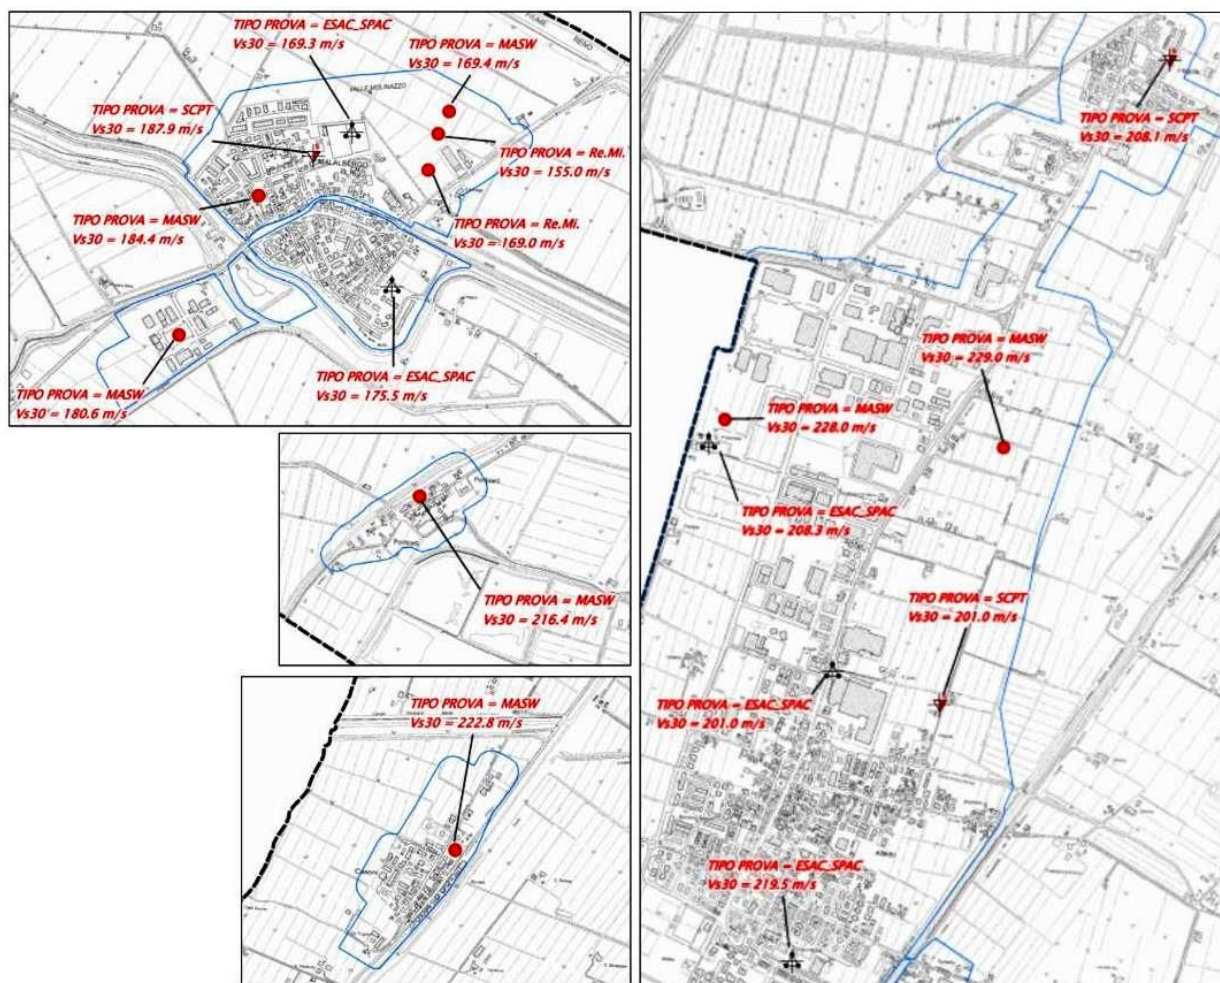 TIPO PROVA = ESAC_SPAC
Vs30 = 169.3 m/s
FIUME
RENO
TIPO PROVA = MASW
Vs30 = 169.4 m/s
VALLE MOLINAZZO
TIPO PROVA = SCPT
Vs30 = 187.9 m/s
MALALBERGO
TIPO PROVA = Re.Mi.
Vs30 = 155.0 m/s
TIPO PROVA = MASW
Vs30 = 184.4 m/s
TIPO PROVA = Re.Mi.
Vs30 = 169.0 m/s
TIPO PROVA = ESAC_SPAC
Vs30 = 175.5 m/s
TIPO PROVA = MASW
Vs30 = 180.6 m/s
TIPO PROVA = MASW
Vs30 = 216.4 m/s
TIPO PROVA = MASW
Vs30 = 222.8 m/s
TIPO PROVA = SCPT
Vs30 = 208.1 m/s
TIPO PROVA = MASW
Vs30 = 229.0 m/s
TIPO PROVA = MASW
Vs30 = 228.0 m/s
TIPO PROVA = ESAC_SPAC
Vs30 = 208.3 m/s
TIPO PROVA = SCPT
Vs30 = 201.0 m/s
TIPO PROVA = ESAC_SPAC
Vs30 = 201.0 m/s
TIPO PROVA = ESAC_SPAC
Vs30 = 219.5 m/s